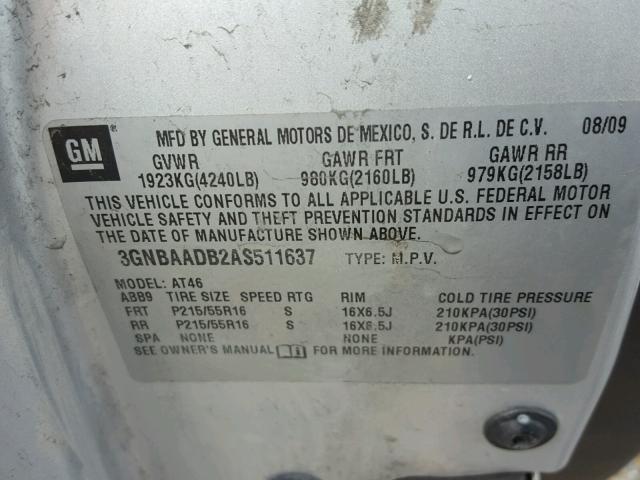 GM®
MFD BY GENERAL MOTORS DE MEXICO, S. DE R.L. DE C.V. 08/09
GVWR GAWR FRT GAWR RR
1923KG(4240LB) 980KG(2160LB) 979KG(2158LB)
THIS VEHICLE CONFORMS TO ALL APPLICABLE U.S. FEDERAL MOTOR
VEHICLE SAFETY AND THEFT PREVENTION STANDARDS IN EFFECT ON
THE DATE OF MANUFACTURE SHOWN ABOVE.
3GNBAADB2AS511637 TYPE: M.P.V.
MODEL: AT46
ABB9 TIRE SIZE SPEED RTG RIM COLD TIRE PRESSURE
FRT P215/55R16 S 16X6.5J 210KPA(30PSI)
RR P215/55R16 S 16X6.5J 210KPA(30PSI)
SPA NONE NONE KPA(PSI)
SEE OWNER'S MANUAL FOR MORE INFORMATION.